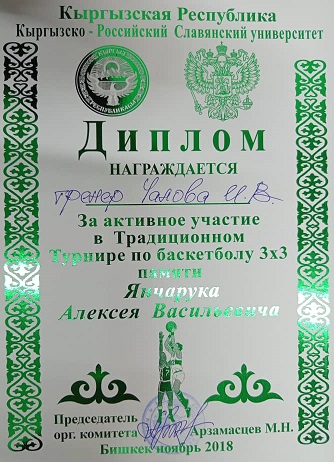 Кыргызская Республика
Кыргызско - Российский Славянский университет
Диплом
НАГРАЖДАЕТСЯ
тренер Чалова И.В.
За активное участие
в Традиционном
Турнире по баскетболу 3х3
памяти
Янчарука
Алексея Васильевича
Председатель
орг. комитета Арзамасцев М.Н.
Бишкек ноябрь 2018